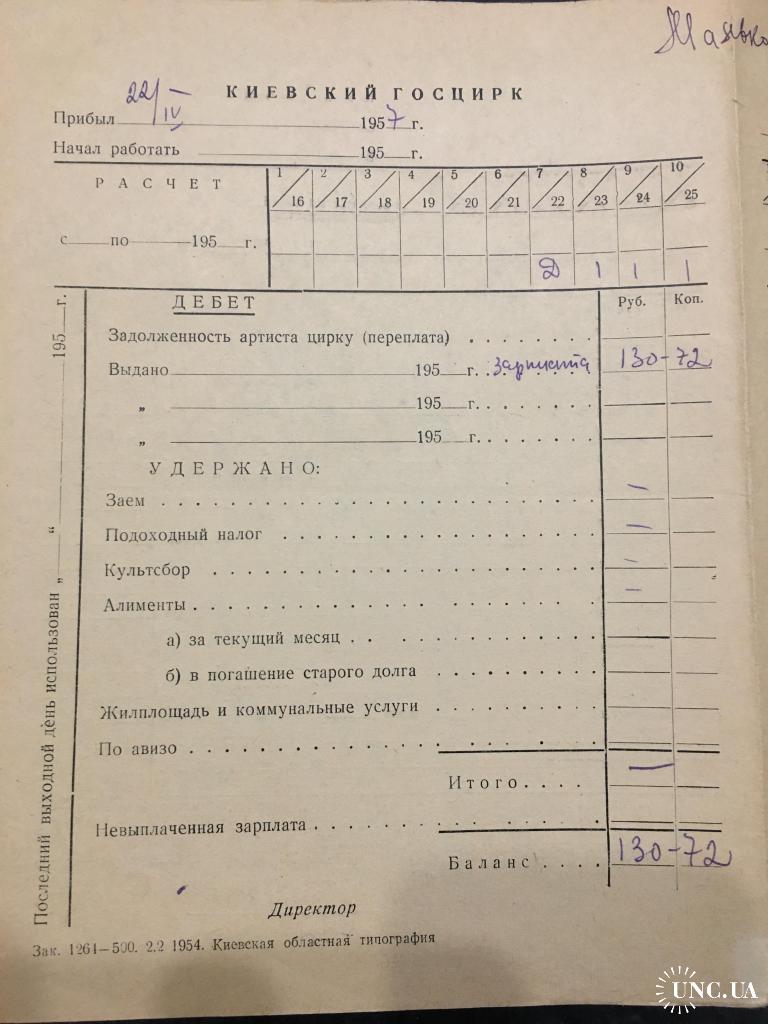 КИЕВСКИЙ ГОСЦИРК
Прибыл 22/IV 1957 г.
Начал работать 195 г.
РАСЧЕТ
с по 195 г.
1/16 2/17 3/18 4/19 5/20 6/21 7/22 8/23 9/24 10/25
Д 1 1 1
ДЕБЕТ Руб. Коп.
Задолженность артиста цирку (переплата) . . . . . . .
Выдано 195 г. . . . . . . 130-72
„ 195 г. . . . . . .
„ 195 г. . . . . . .
УДЕРЖАНО:
Заем . . . . . . . . . . . . . . . . . . . . . . —
Подоходный налог . . . . . . . . . . . . . . —
Культсбор . . . . . . . . . . . . . . . . . —
Алименты . . . . . . . . . . . . . . . . . —
а) за текущий месяц . . . . . . . . . . .
б) в погашение старого долга . . . . . . . .
Жилплощадь и коммунальные услуги . . . . . . . .
По авизо . . . . . . . . . . . . . . . . .
Итого . . . . —
Невыплаченная зарплата . . . . . . . . . . . .
Баланс . . . . 130-72
Директор
Последний выходной день использован „ “ 195 г.
Зак. 1264—500. 2.2 1954. Киевская областная типография
UNC.UA